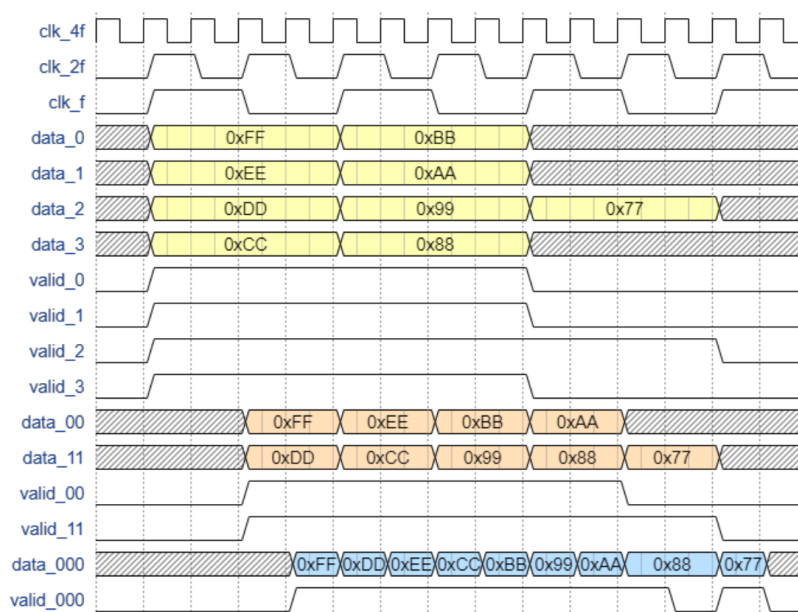 clk_4f
clk_2f
clk_f
data_0 0xFF 0xBB
data_1 0xEE 0xAA
data_2 0xDD 0x99 0x77
data_3 0xCC 0x88
valid_0
valid_1
valid_2
valid_3
data_00 0xFF 0xEE 0xBB 0xAA
data_11 0xDD 0xCC 0x99 0x88 0x77
valid_00
valid_11
data_000 0xFF 0xDD 0xEE 0xCC 0xBB 0x99 0xAA 0x88 0x77
valid_000